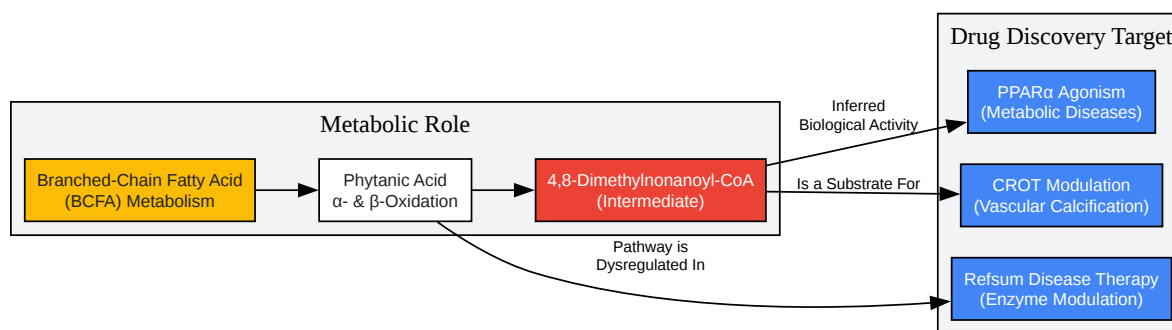 Drug Discovery Target
PPARα Agonism
(Metabolic Diseases)
Inferred
Biological Activity
Metabolic Role
Branched-Chain Fatty Acid
(BCFA) Metabolism
Phytanic Acid
α- & β-Oxidation
4,8-Dimethylnonanoyl-CoA
(Intermediate)
Is a Substrate For
CROT Modulation
(Vascular Calcification)
Pathway is
Dysregulated In
Refsum Disease Therapy
(Enzyme Modulation)